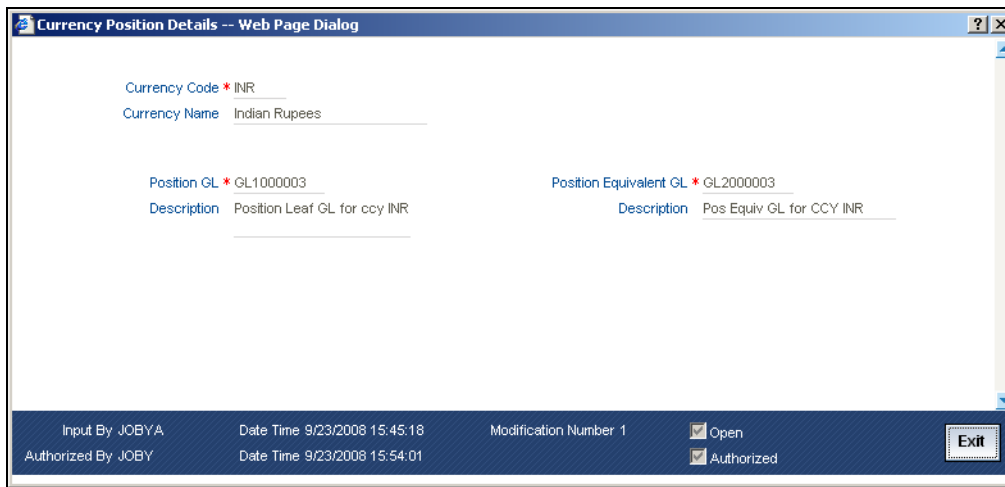 Currency Position Details -- Web Page Dialog
Currency Code * INR
Currency Name Indian Rupees
Position GL * GL1000003 Position Equivalent GL * GL2000003
Description Position Leaf GL for ccy INR Description Pos Equiv GL for CCY INR
Input By JOBYA Date Time 9/23/2008 15:45:18 Modification Number 1 Open
Authorized By JOBY Date Time 9/23/2008 15:54:01 Authorized
Exit